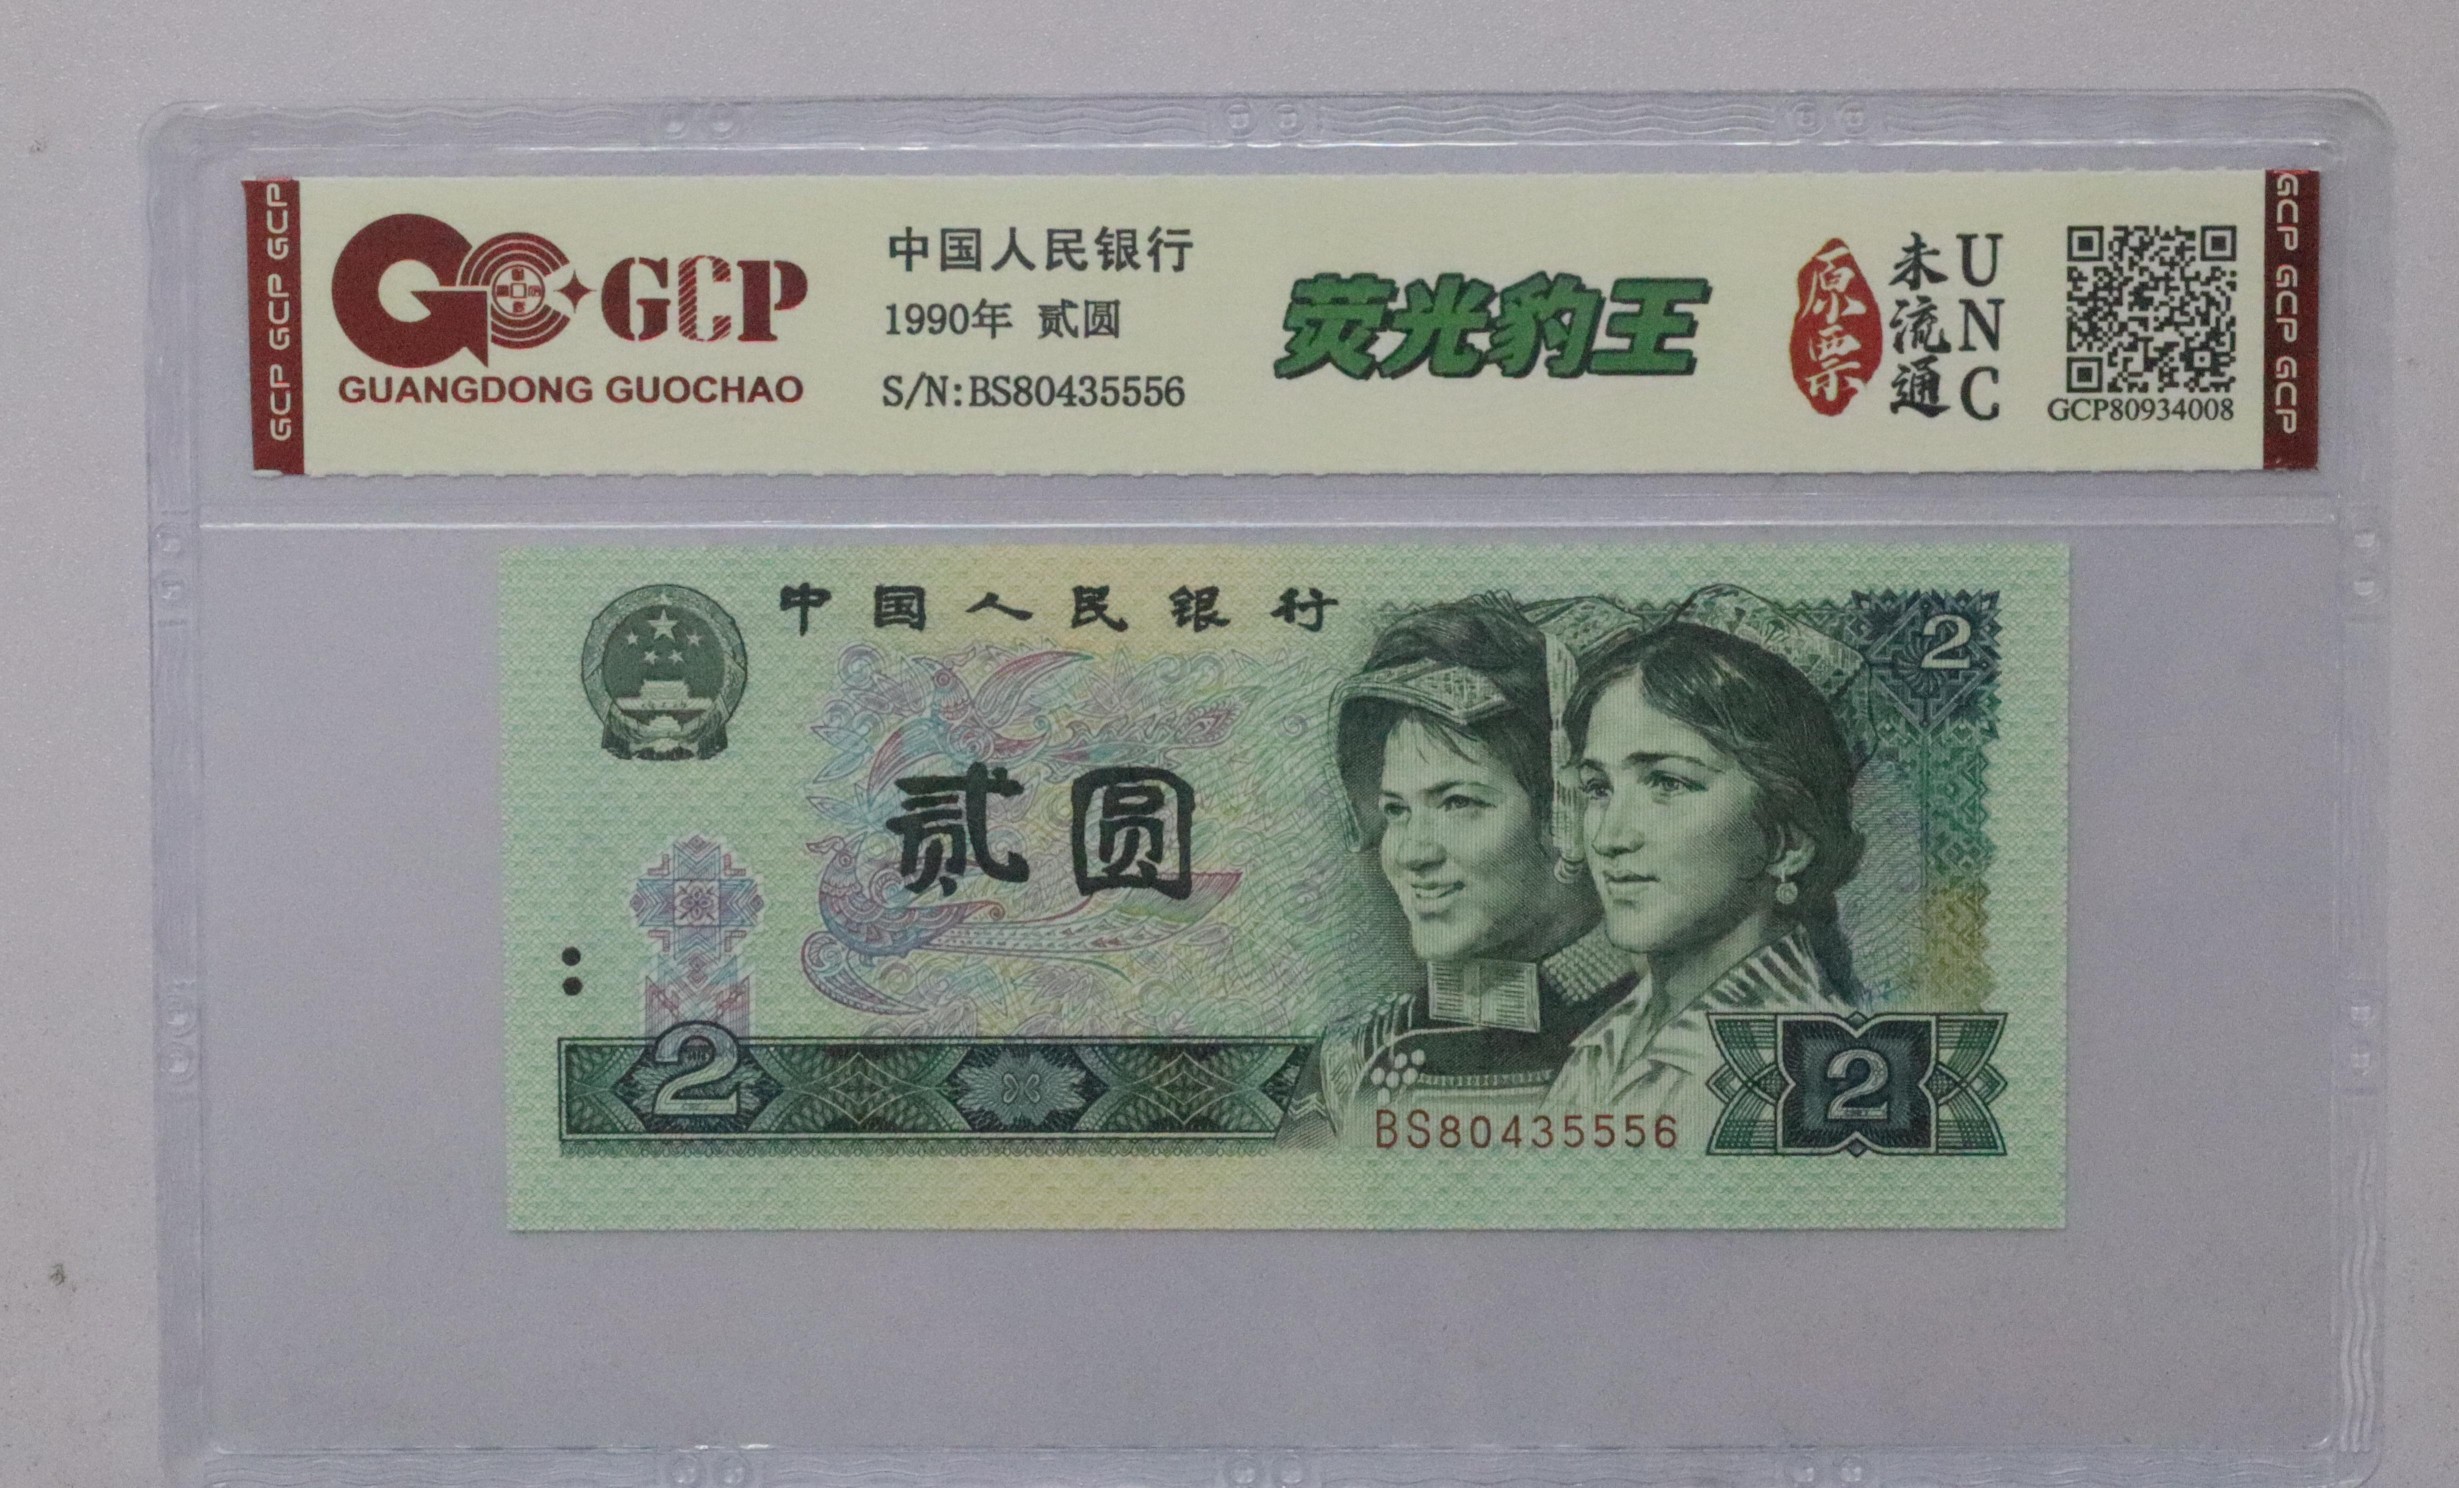 GCP GCP GCP
GCP
GUANGDONG GUOCHAO
中国人民银行
1990年 贰圆
S/N:BS80435556
荧光豹王
原票
未流通
UNC
GCP80934008
GCP GCP GCP
中国人民银行
2
贰圆
2
BS80435556
2